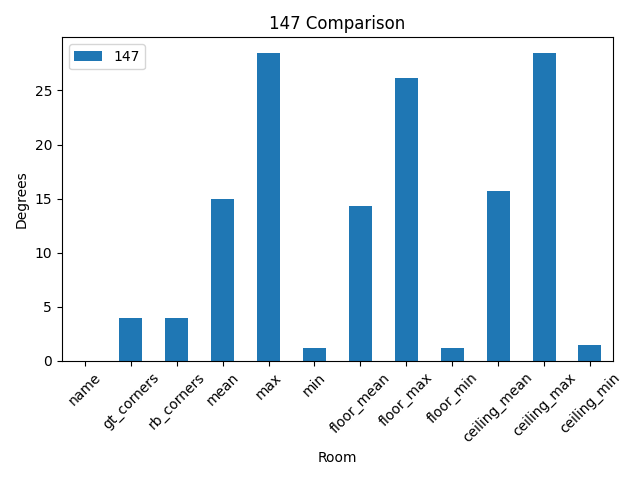 147 Comparison
147
Degrees
25
20
15
10
5
0
name
gt_corners
rb_corners
mean
max
min
floor_mean
floor_max
floor_min
ceiling_mean
ceiling_max
ceiling_min
Room